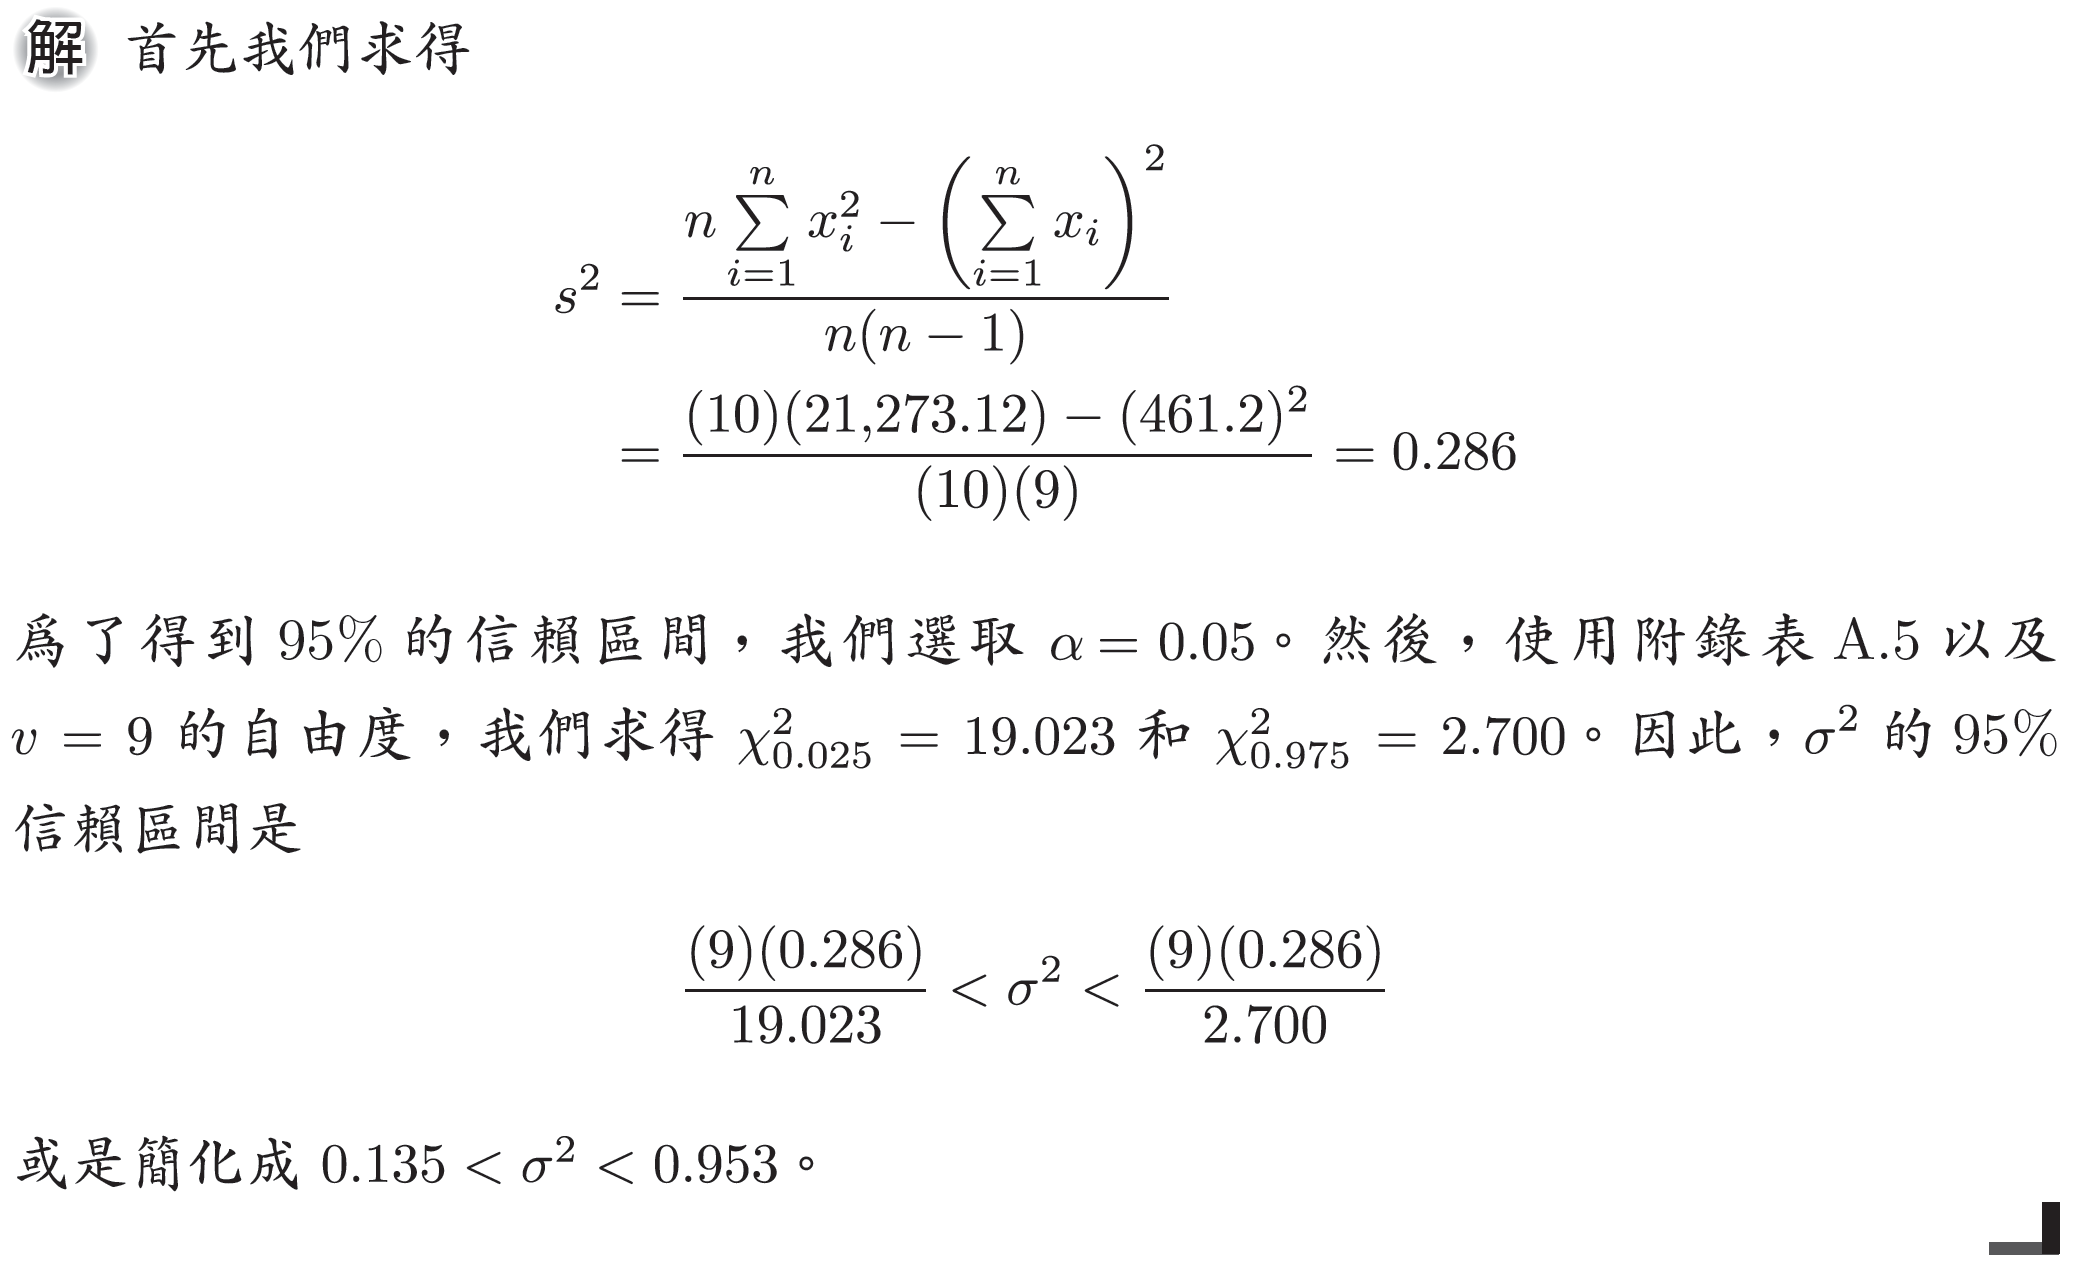 解 首先我們求得
$$s^2 = \frac{n\sum_{i=1}^{n} x_i^2 - \left(\sum_{i=1}^{n} x_i\right)^2}{n(n-1)}$$
$$= \frac{(10)(21{,}273.12) - (461.2)^2}{(10)(9)} = 0.286$$
爲了得到 95% 的信賴區間，我們選取 α = 0.05。然後，使用附錄表 A.5 以及
$v = 9$ 的自由度，我們求得 $\chi^2_{0.025} = 19.023$ 和 $\chi^2_{0.975} = 2.700$。因此，$\sigma^2$ 的 95%
信賴區間是
$$\frac{(9)(0.286)}{19.023} < \sigma^2 < \frac{(9)(0.286)}{2.700}$$
或是簡化成 $0.135 < \sigma^2 < 0.953$。